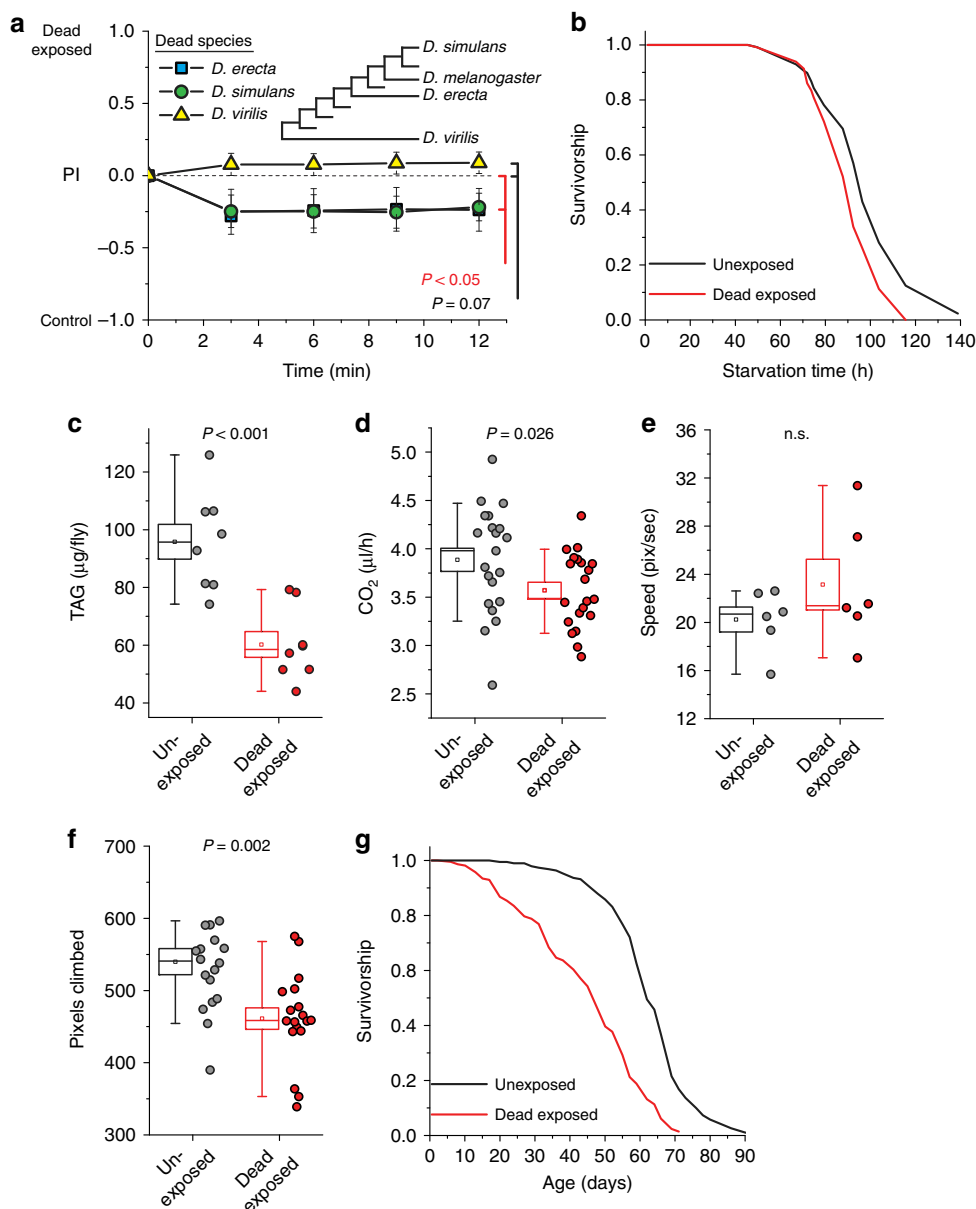 a
Dead
exposed
1.0
0.5
PI
0.0
−0.5
Control
−1.0
Dead species
D. erecta
D. simulans
D. virilis
D. simulans
D. melanogaster
D. erecta
D. virilis
P < 0.05
P = 0.07
0 2 4 6 8 10 12
Time (min)
b
Survivorship
1.0
0.8
0.6
0.4
0.2
0.0
Unexposed
Dead exposed
0 20 40 60 80 100 120 140
Starvation time (h)
c
P < 0.001
TAG (µg/fly)
120
100
80
60
40
Un-
exposed
Dead
exposed
d
P = 0.026
CO2 (µl/h)
5.0
4.5
4.0
3.5
3.0
2.5
Un-
exposed
Dead
exposed
e
n.s.
Speed (pix/sec)
36
32
28
24
20
16
12
Un-
exposed
Dead
exposed
f
P = 0.002
Pixels climbed
700
600
500
400
300
Un-
exposed
Dead
exposed
g
Survivorship
1.0
0.8
0.8
0.4
0.2
0.0
Unexposed
Dead exposed
0 10 20 30 40 50 60 70 80 90
Age (days)